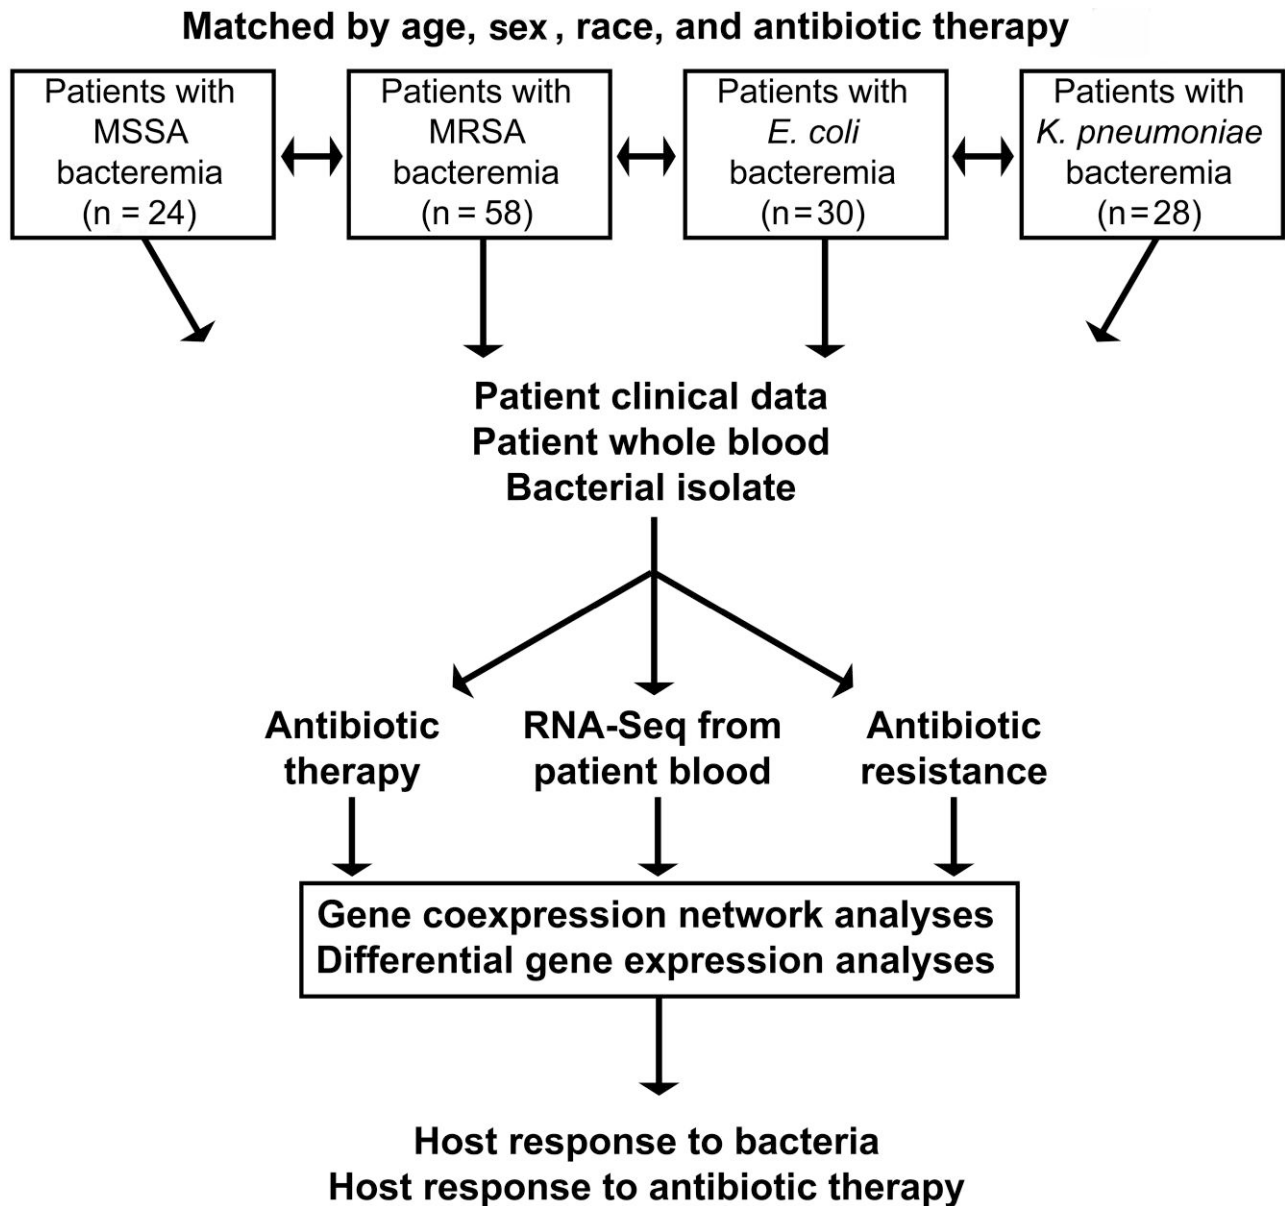 Matched by age, sex, race, and antibiotic therapy
Patients with
MSSA
bacteremia
(n = 24)
Patients with
MRSA
bacteremia
(n = 58)
Patients with
E. coli
bacteremia
(n=30)
Patients with
K. pneumoniae
bacteremia
(n=28)
Patient clinical data
Patient whole blood
Bacterial isolate
Antibiotic
therapy
RNA-Seq from
patient blood
Antibiotic
resistance
Gene coexpression network analyses
Differential gene expression analyses
Host response to bacteria
Host response to antibiotic therapy